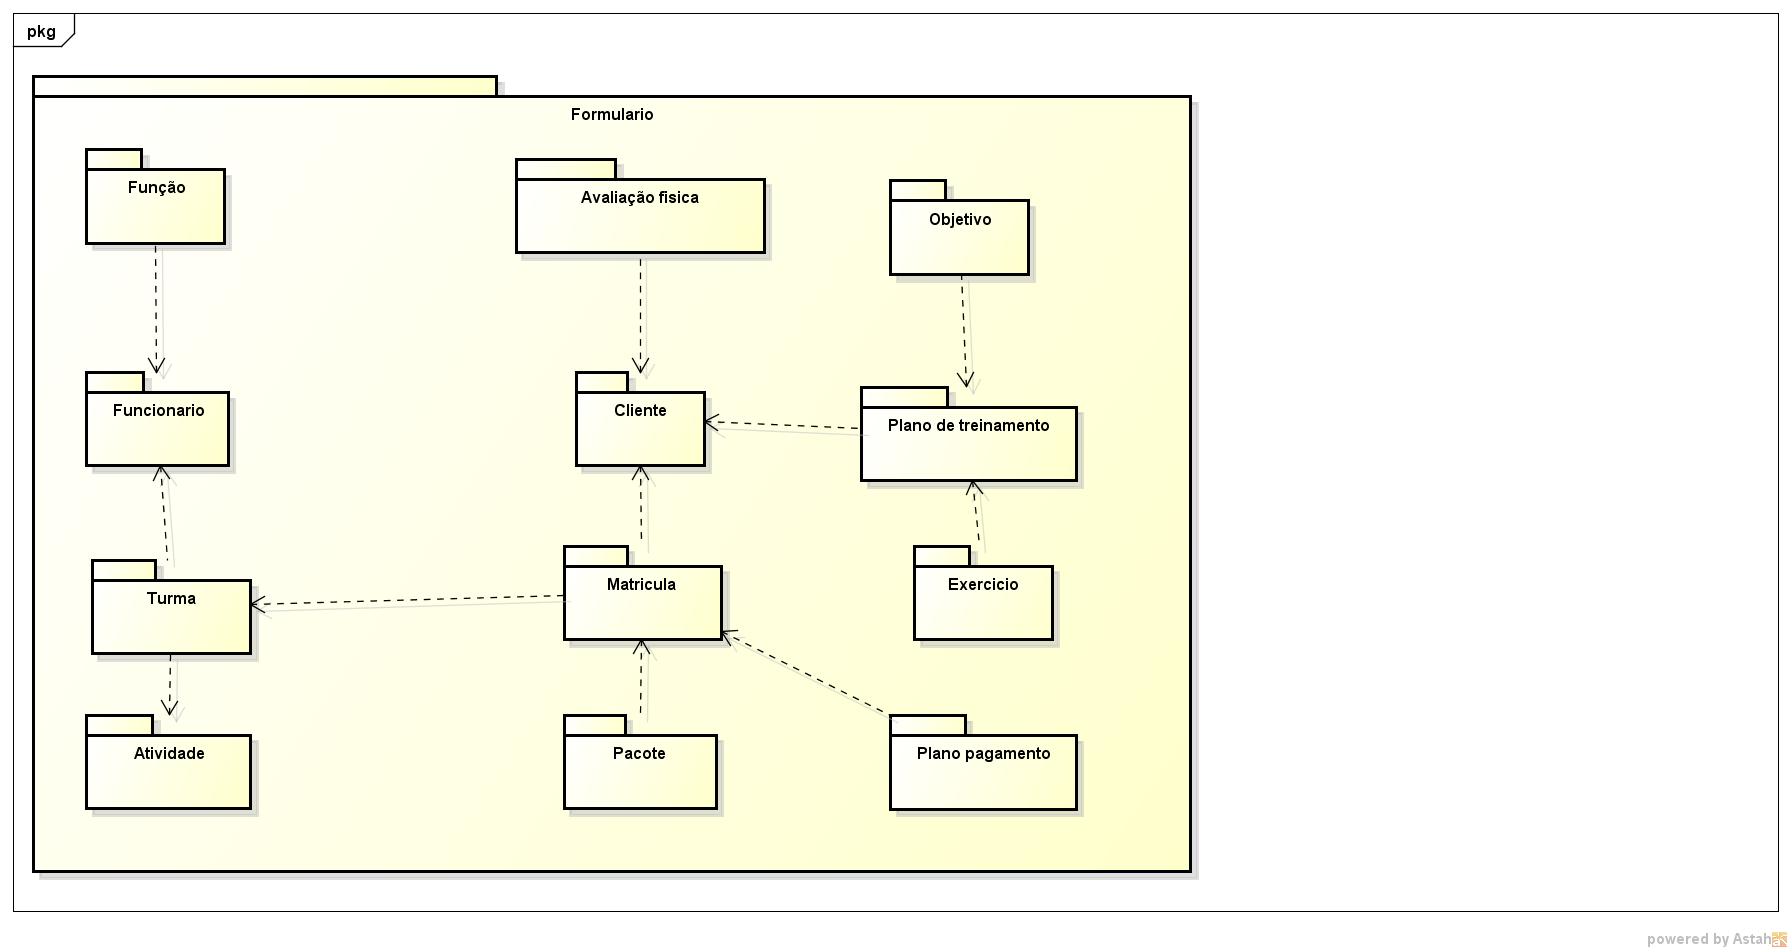 pkg
Formulario
Função
Avaliação fisica
Objetivo
Funcionario
Cliente
Plano de treinamento
Turma
Matricula
Exercicio
Atividade
Pacote
Plano pagamento
powered by Astah